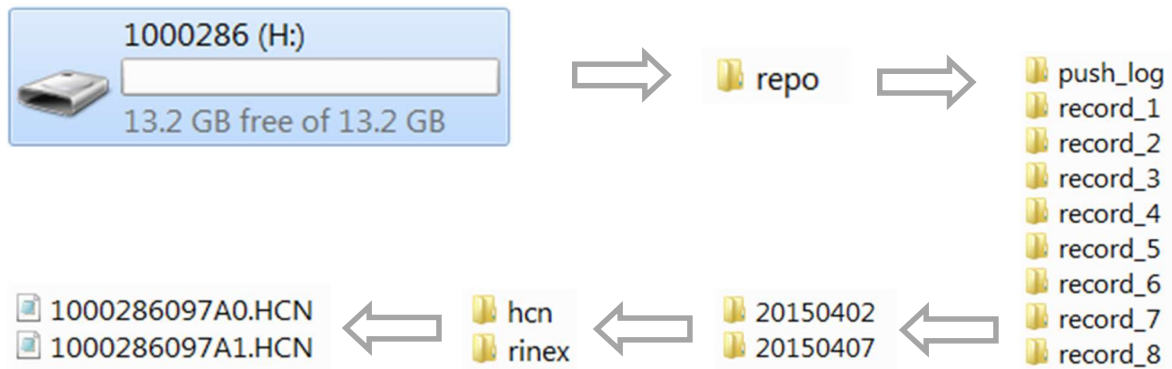 1000286 (H:)
13.2 GB free of 13.2 GB
repo
push_log
record_1
record_2
record_3
record_4
record_5
record_6
record_7
record_8
20150402
20150407
hcn
rinex
1000286097A0.HCN
1000286097A1.HCN